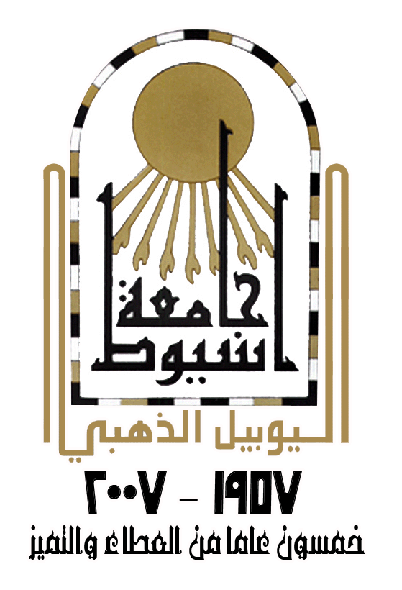 جامعة
اسيوط
اليوبيل الذهبي
١٩٥٧ - ٢٠٠٧
خمسون عاما من العطاء والتميز